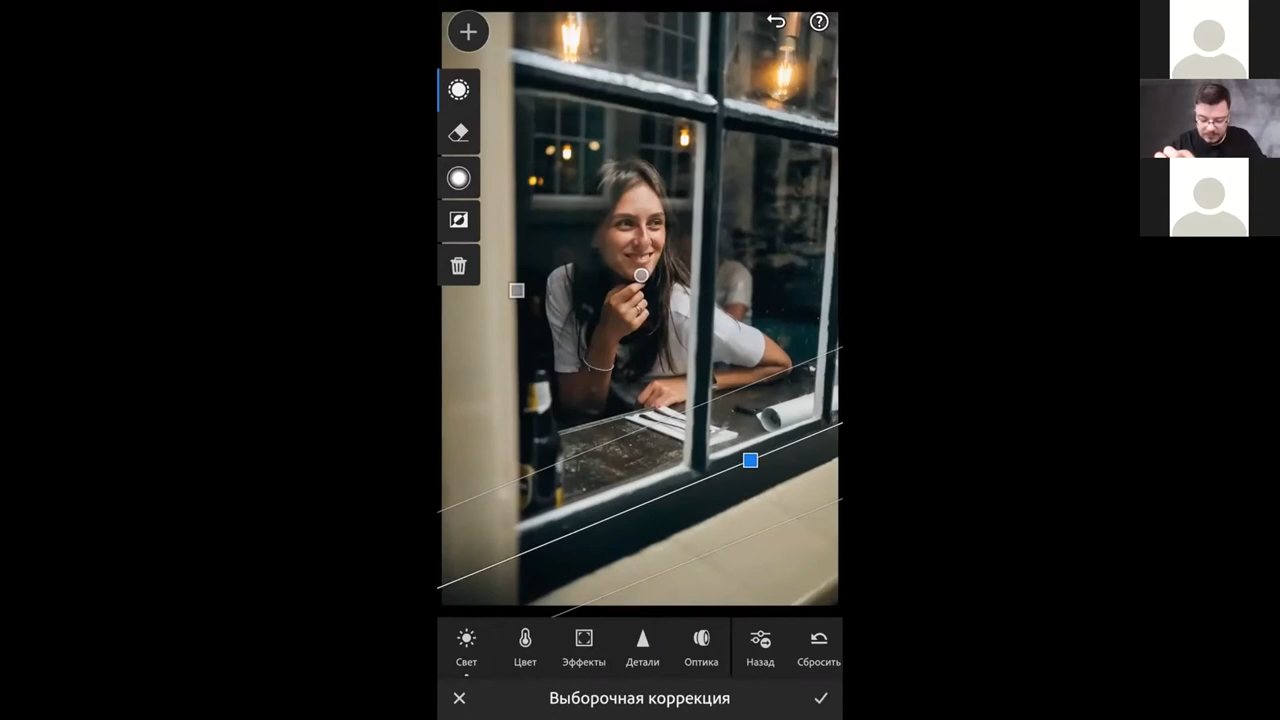 Свет
Цвет
Эффекты
Детали
Оптика
Назад
Сбросить
Выборочная коррекция